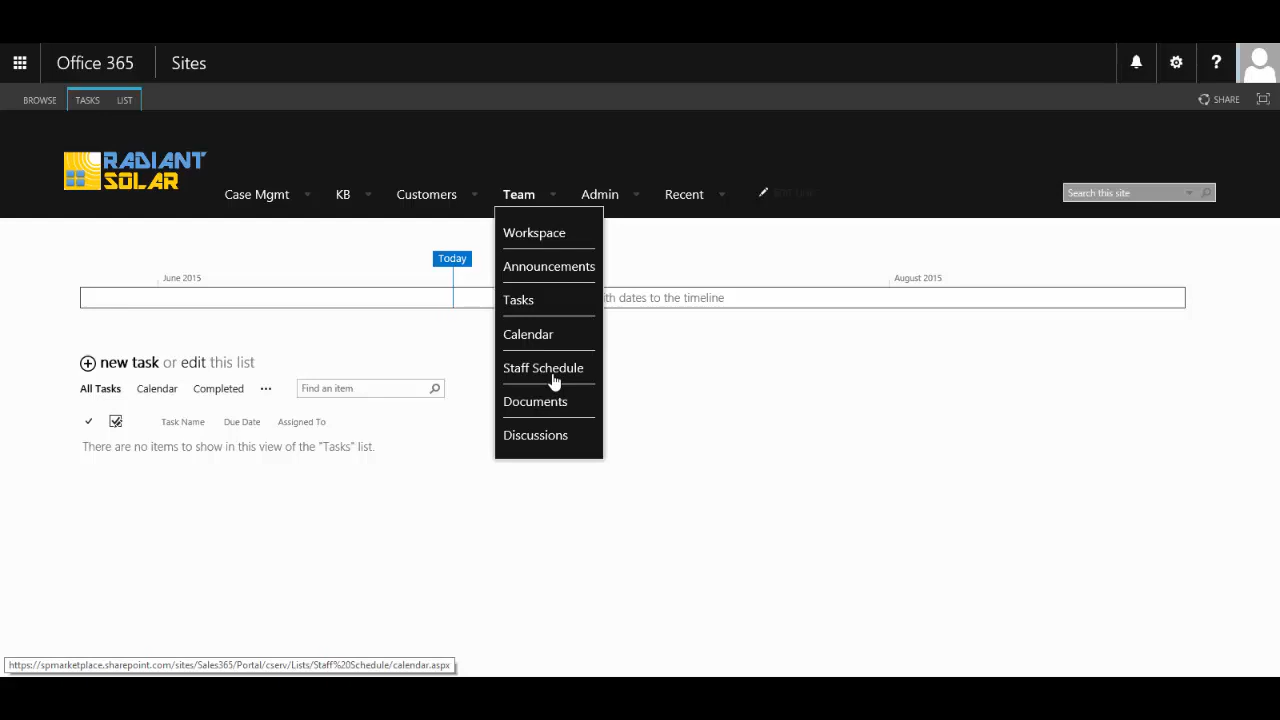 Office 365
Sites
BROWSE
TASKS
LIST
SHARE
RADIANT
SOLAR
Case Mgmt
KB
Customers
Team
Admin
Recent
Search this site
Workspace
Announcements
Tasks
Calendar
Staff Schedule
Documents
Discussions
Today
June 2015
August 2015
with dates to the timeline
new task or edit this list
All Tasks
Calendar
Completed
...
Find an item
Task Name
Due Date
Assigned To
There are no items to show in this view of the "Tasks" list.
https://spmarketplace.sharepoint.com/sites/Sales365/Portal/cserv/Lists/Staff%20Schedule/calendar.aspx